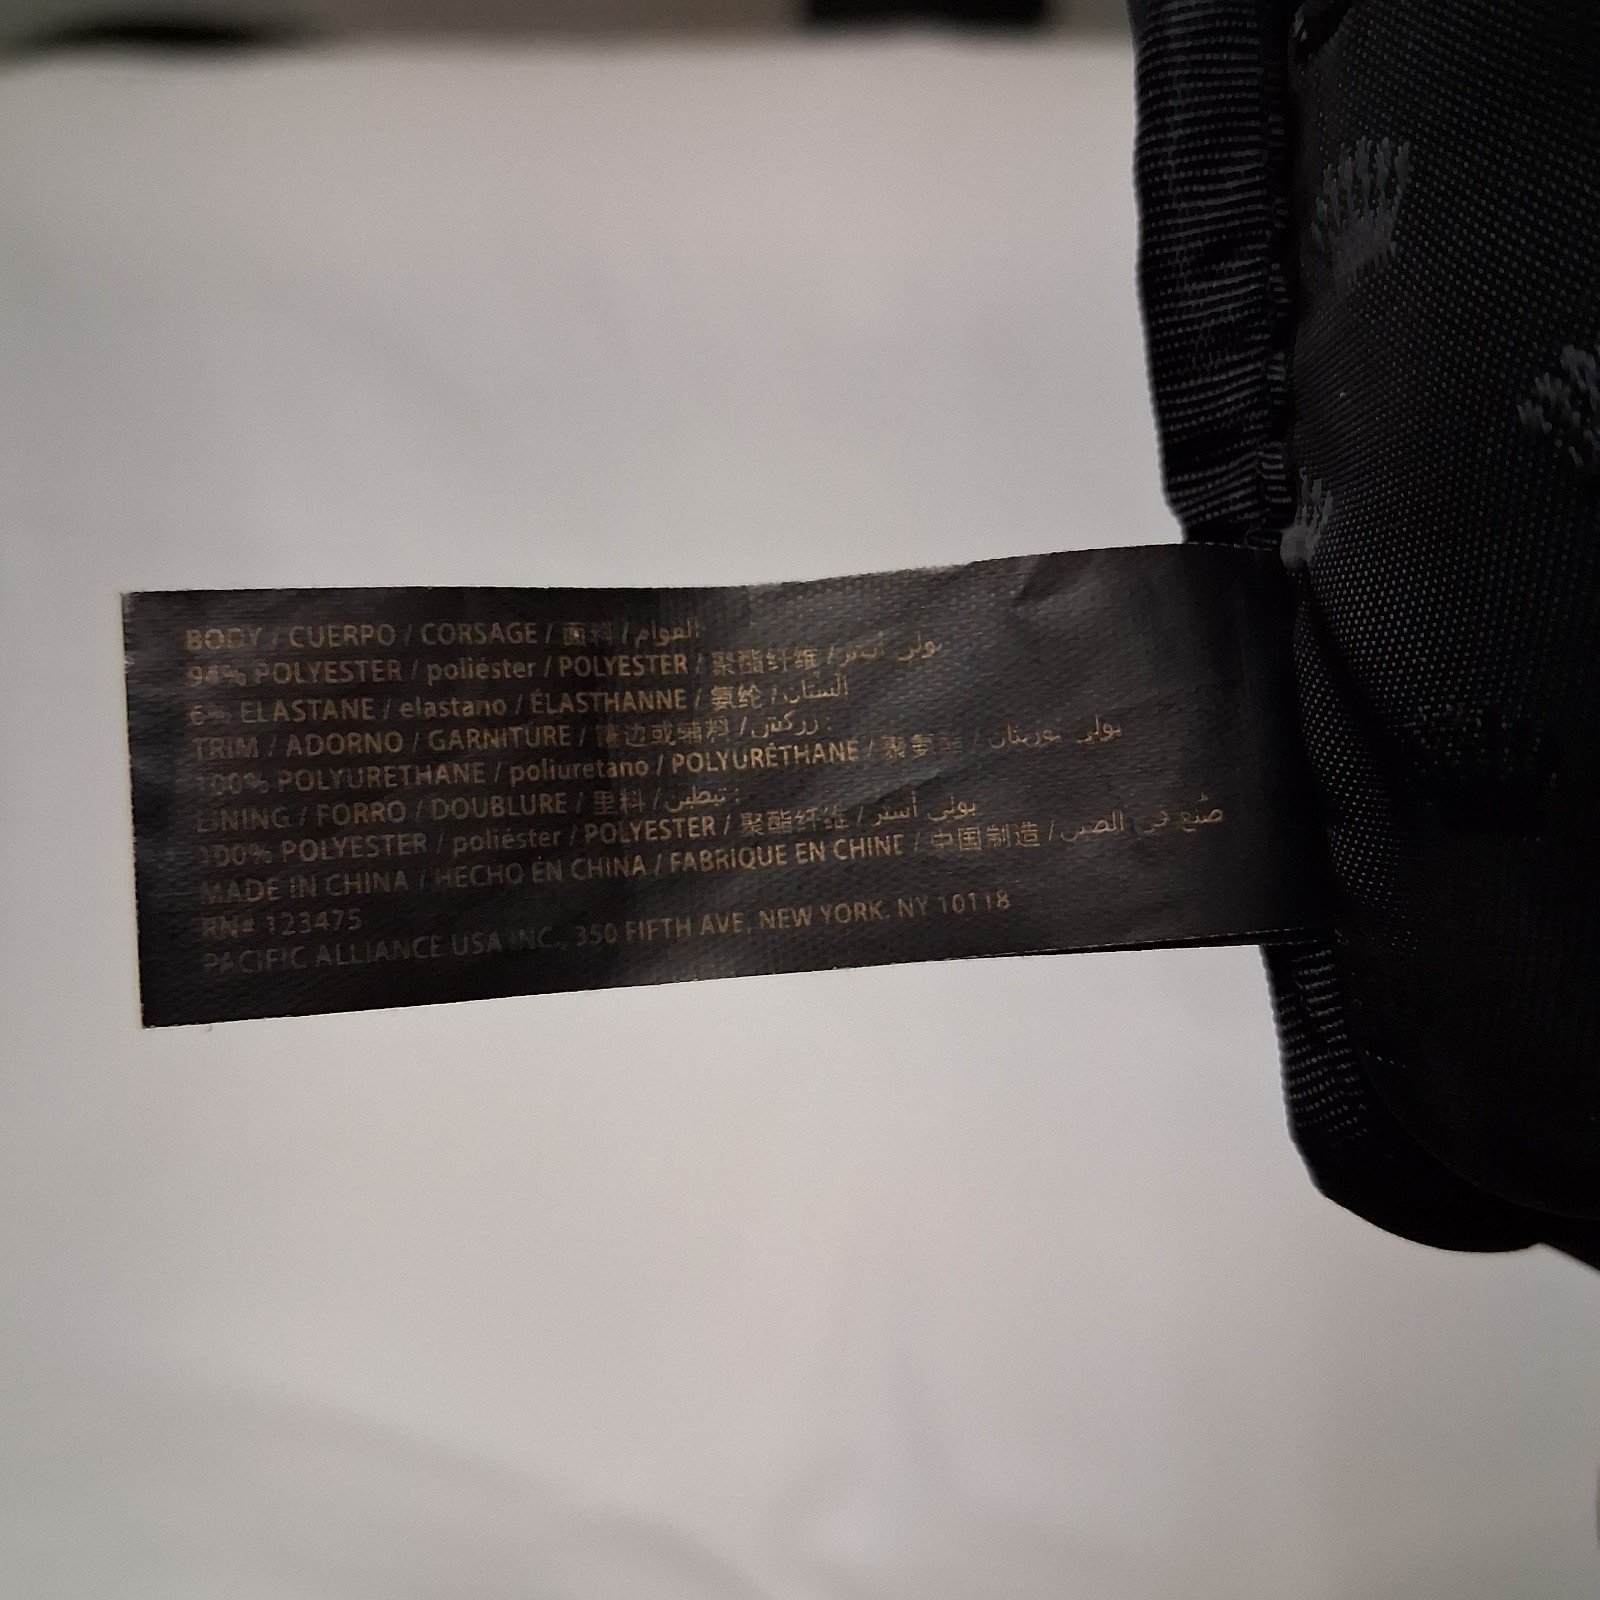 BODY / CUERPO / CORSAGE / 面料 / القوام
94% POLYESTER / poliéster / POLYESTER / 聚酯纤维 / بولي أستر
6% ELASTANE / elastano / ÉLASTHANNE / 氨纶 /
TRIM / ADORNO / GARNITURE / 镶边或辅料 / زركش :
100% POLYURETHANE / poliuretano / POLYURÉTHANE / 聚氨酯 / بولي يوريتان
LINING / FORRO / DOUBLURE / 里料 / تبطين :
100% POLYESTER / poliéster / POLYESTER / 聚酯纤维 / بولي أستر
MADE IN CHINA / HECHO EN CHINA / FABRIQUE EN CHINE / 中国制造 / صُنع في الصين
RN# 123475
PACIFIC ALLIANCE USA INC., 350 FIFTH AVE, NEW YORK, NY 10118